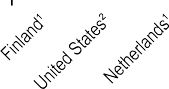 Finland¹
United States²
Netherlands¹